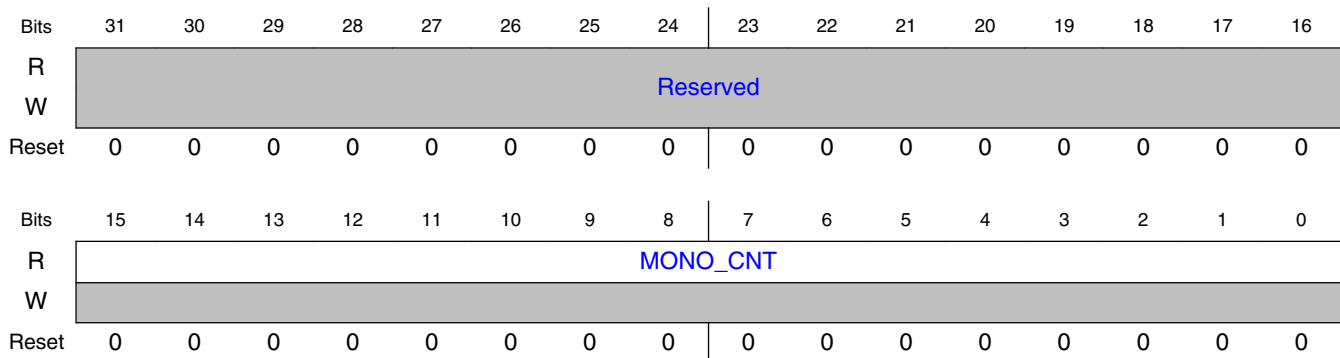 Bits 31 30 29 28 27 26 25 24 23 22 21 20 19 18 17 16
R
Reserved
W
Reset 0 0 0 0 0 0 0 0 0 0 0 0 0 0 0 0
Bits 15 14 13 12 11 10 9 8 7 6 5 4 3 2 1 0
R MONO_CNT
W
Reset 0 0 0 0 0 0 0 0 0 0 0 0 0 0 0 0